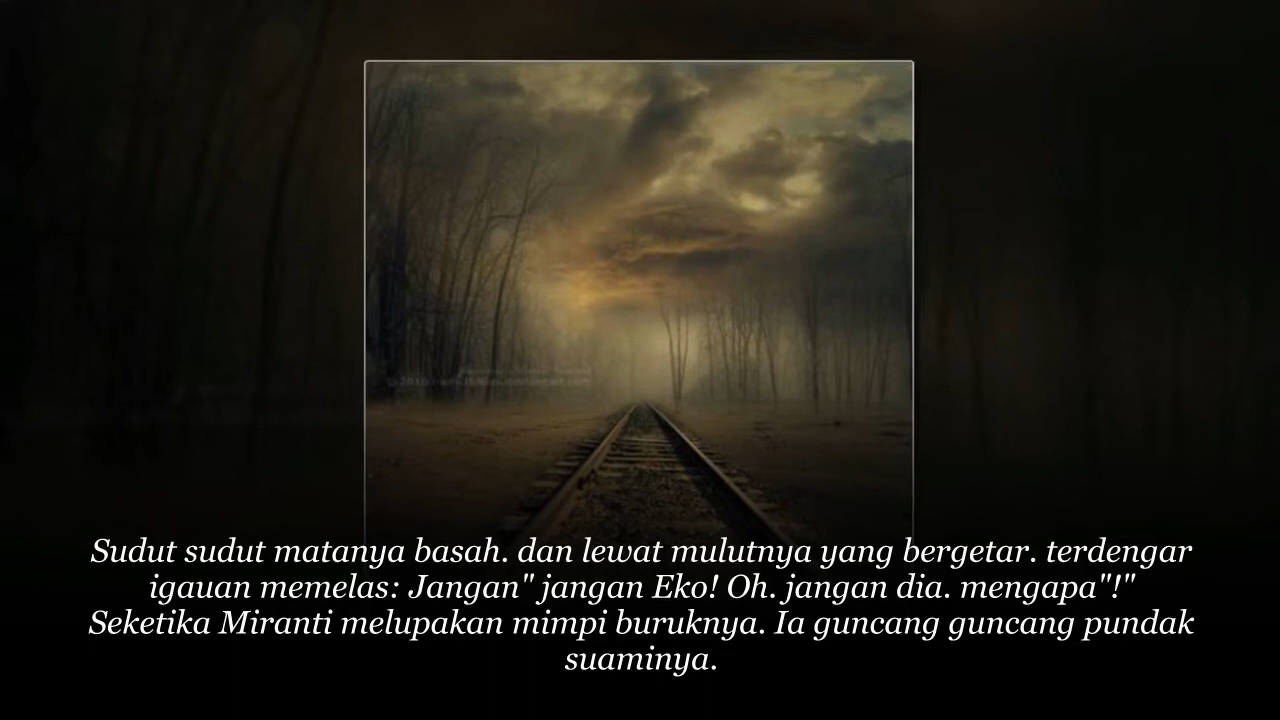 Sudut sudut matanya basah. dan lewat mulutnya yang bergetar. terdengar
igauan memelas: Jangan" jangan Eko! Oh. jangan dia. mengapa"!"
Seketika Miranti melupakan mimpi buruknya. Ia guncang guncang pundak
suaminya.